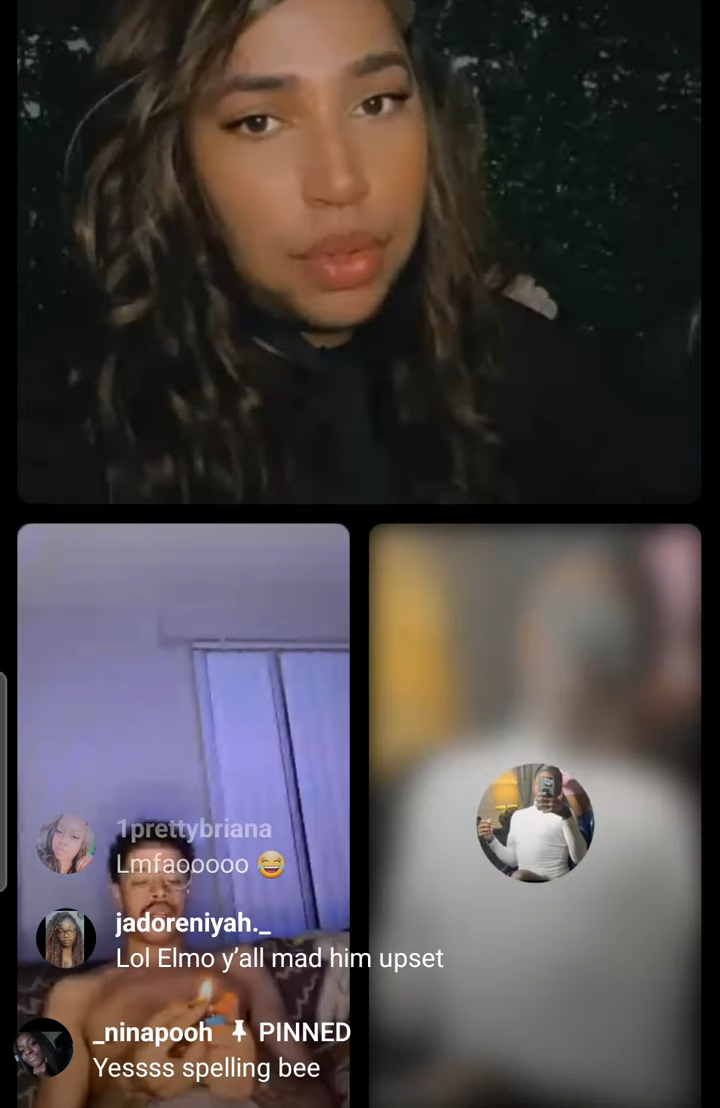 1prettybriana
Lmfaooooo 😂
jadoreniyah._
Lol Elmo y’all mad him upset
_ninapooh 📌 PINNED
Yessss spelling bee